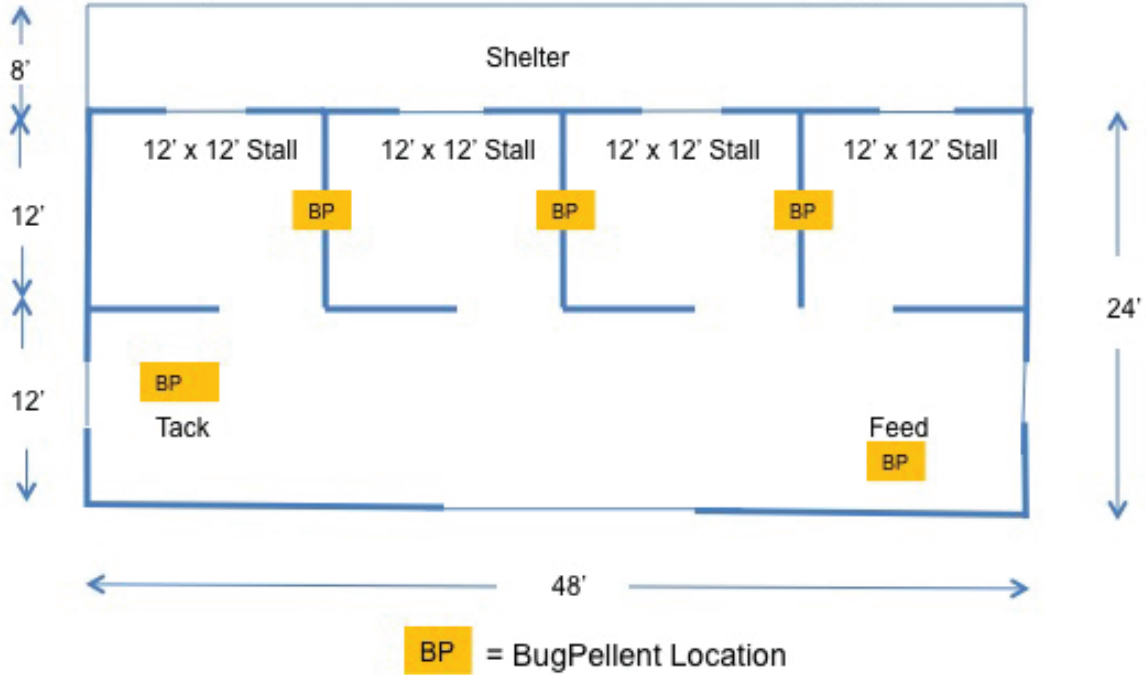 Shelter
8’
12’ x 12’ Stall
12’ x 12’ Stall
12’ x 12’ Stall
12’ x 12’ Stall
12’
BP
BP
BP
24’
12’
BP
Tack
Feed
BP
48’
BP = BugPellent Location